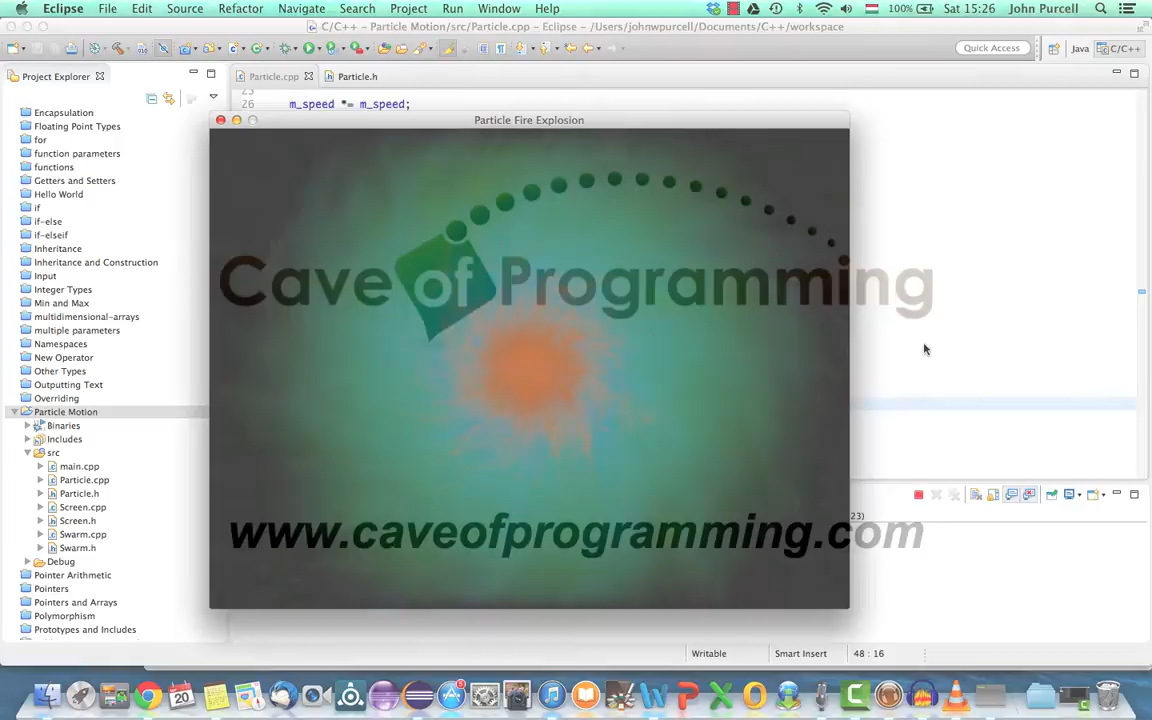 Eclipse File Edit Source Refactor Navigate Search Project Run Window Help 100% Sat 15:26 John Purcell
C/C++ – Particle Motion/src/Particle.cpp – Eclipse – /Users/johnwpurcell/Documents/C++/workspace
Quick Access Java C/C++
Project Explorer
Particle.cpp Particle.h
26 m_speed *= m_speed;
Particle Fire Explosion
Encapsulation
Floating Point Types
for
function parameters
functions
Getters and Setters
Hello World
if
if-else
if-elseif
Inheritance
Inheritance and Construction
Input
Integer Types
Min and Max
multidimensional-arrays
multiple parameters
Namespaces
New Operator
Other Types
Outputting Text
Overriding
Particle Motion
Binaries
Includes
src
main.cpp
Particle.cpp
Particle.h
Screen.cpp
Screen.h
Swarm.cpp
Swarm.h
Debug
Pointer Arithmetic
Pointers
Pointers and Arrays
Polymorphism
Prototypes and Includes
Cave of Programming
www.caveofprogramming.com
23)
Writable Smart Insert 48 : 16